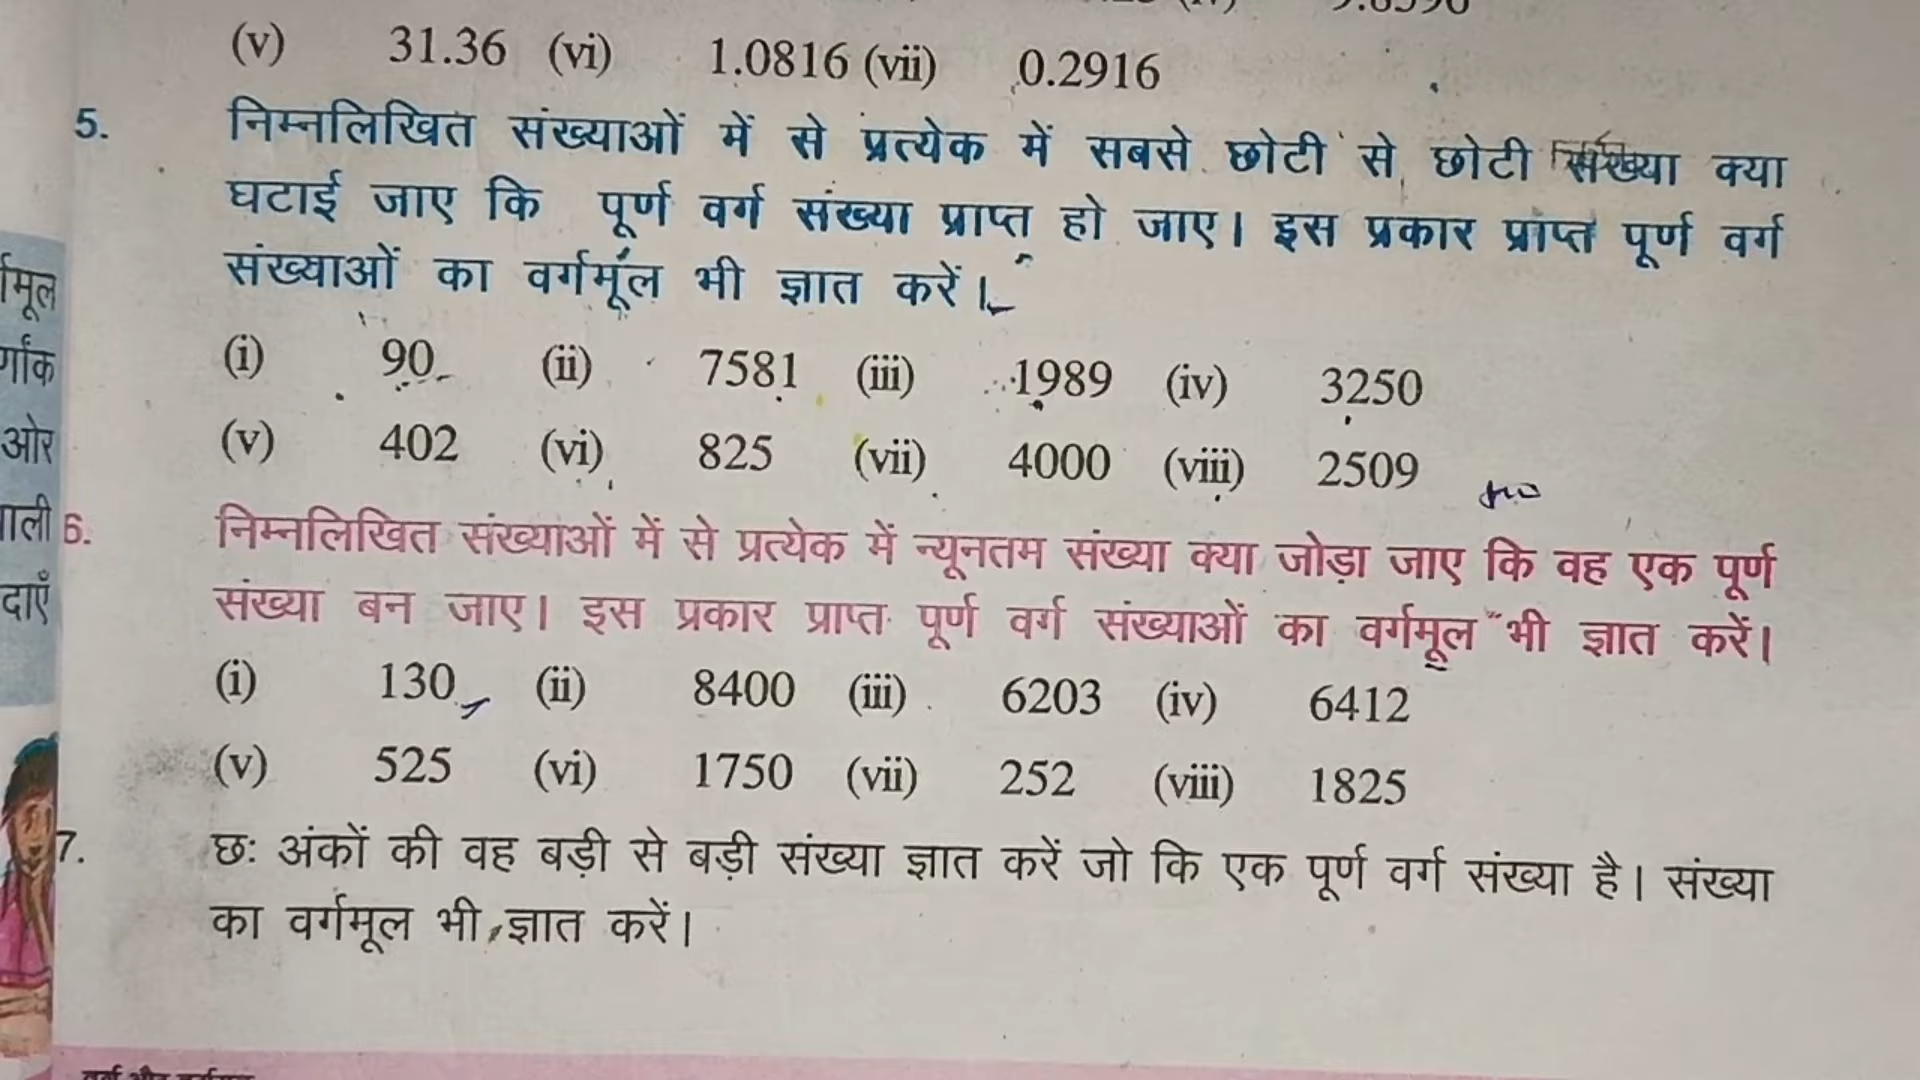 (v) 31.36 (vi) 1.0816 (vii) 0.2916
5. निम्नलिखित संख्याओं में से प्रत्येक में सबसे छोटी से छोटी संख्या क्या
घटाई जाए कि पूर्ण वर्ग संख्या प्राप्त हो जाए। इस प्रकार प्राप्त पूर्ण वर्ग
संख्याओं का वर्गमूल भी ज्ञात करें।
(i) 90 (ii) 7581 (iii) 1989 (iv) 3250
(v) 402 (vi) 825 (vii) 4000 (viii) 2509
6. निम्नलिखित संख्याओं में से प्रत्येक में न्यूनतम संख्या क्या जोड़ा जाए कि वह एक पूर्ण
संख्या बन जाए। इस प्रकार प्राप्त पूर्ण वर्ग संख्याओं का वर्गमूल भी ज्ञात करें।
(i) 130 (ii) 8400 (iii) 6203 (iv) 6412
(v) 525 (vi) 1750 (vii) 252 (viii) 1825
7. छः अंकों की वह बड़ी से बड़ी संख्या ज्ञात करें जो कि एक पूर्ण वर्ग संख्या है। संख्या
का वर्गमूल भी ज्ञात करें।
ओर